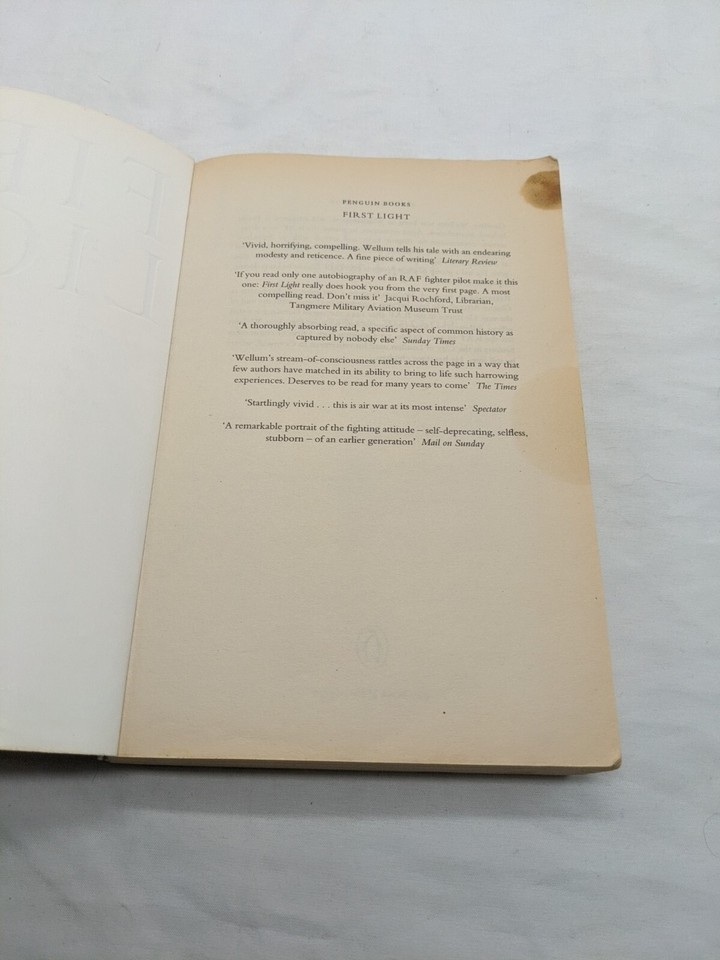 PENGUIN BOOKS
FIRST LIGHT
'Vivid, horrifying, compelling. Wellum tells his tale with an endearing
modesty and reticence. A fine piece of writing' Literary Review
'If you read only one autobiography of an RAF fighter pilot make it this
one: First Light really does hook you from the very first page. A most
compelling read. Don't miss it' Jacqui Rochford, Librarian,
Tangmere Military Aviation Museum Trust
'A thoroughly absorbing read, a specific aspect of common history as
captured by nobody else' Sunday Times
'Wellum's stream-of-consciousness rattles across the page in a way that
few authors have matched in its ability to bring to life such harrowing
experiences. Deserves to be read for many years to come' The Times
'Startlingly vivid . . . this is air war at its most intense' Spectator
'A remarkable portrait of the fighting attitude – self-deprecating, selfless,
stubborn – of an earlier generation' Mail on Sunday